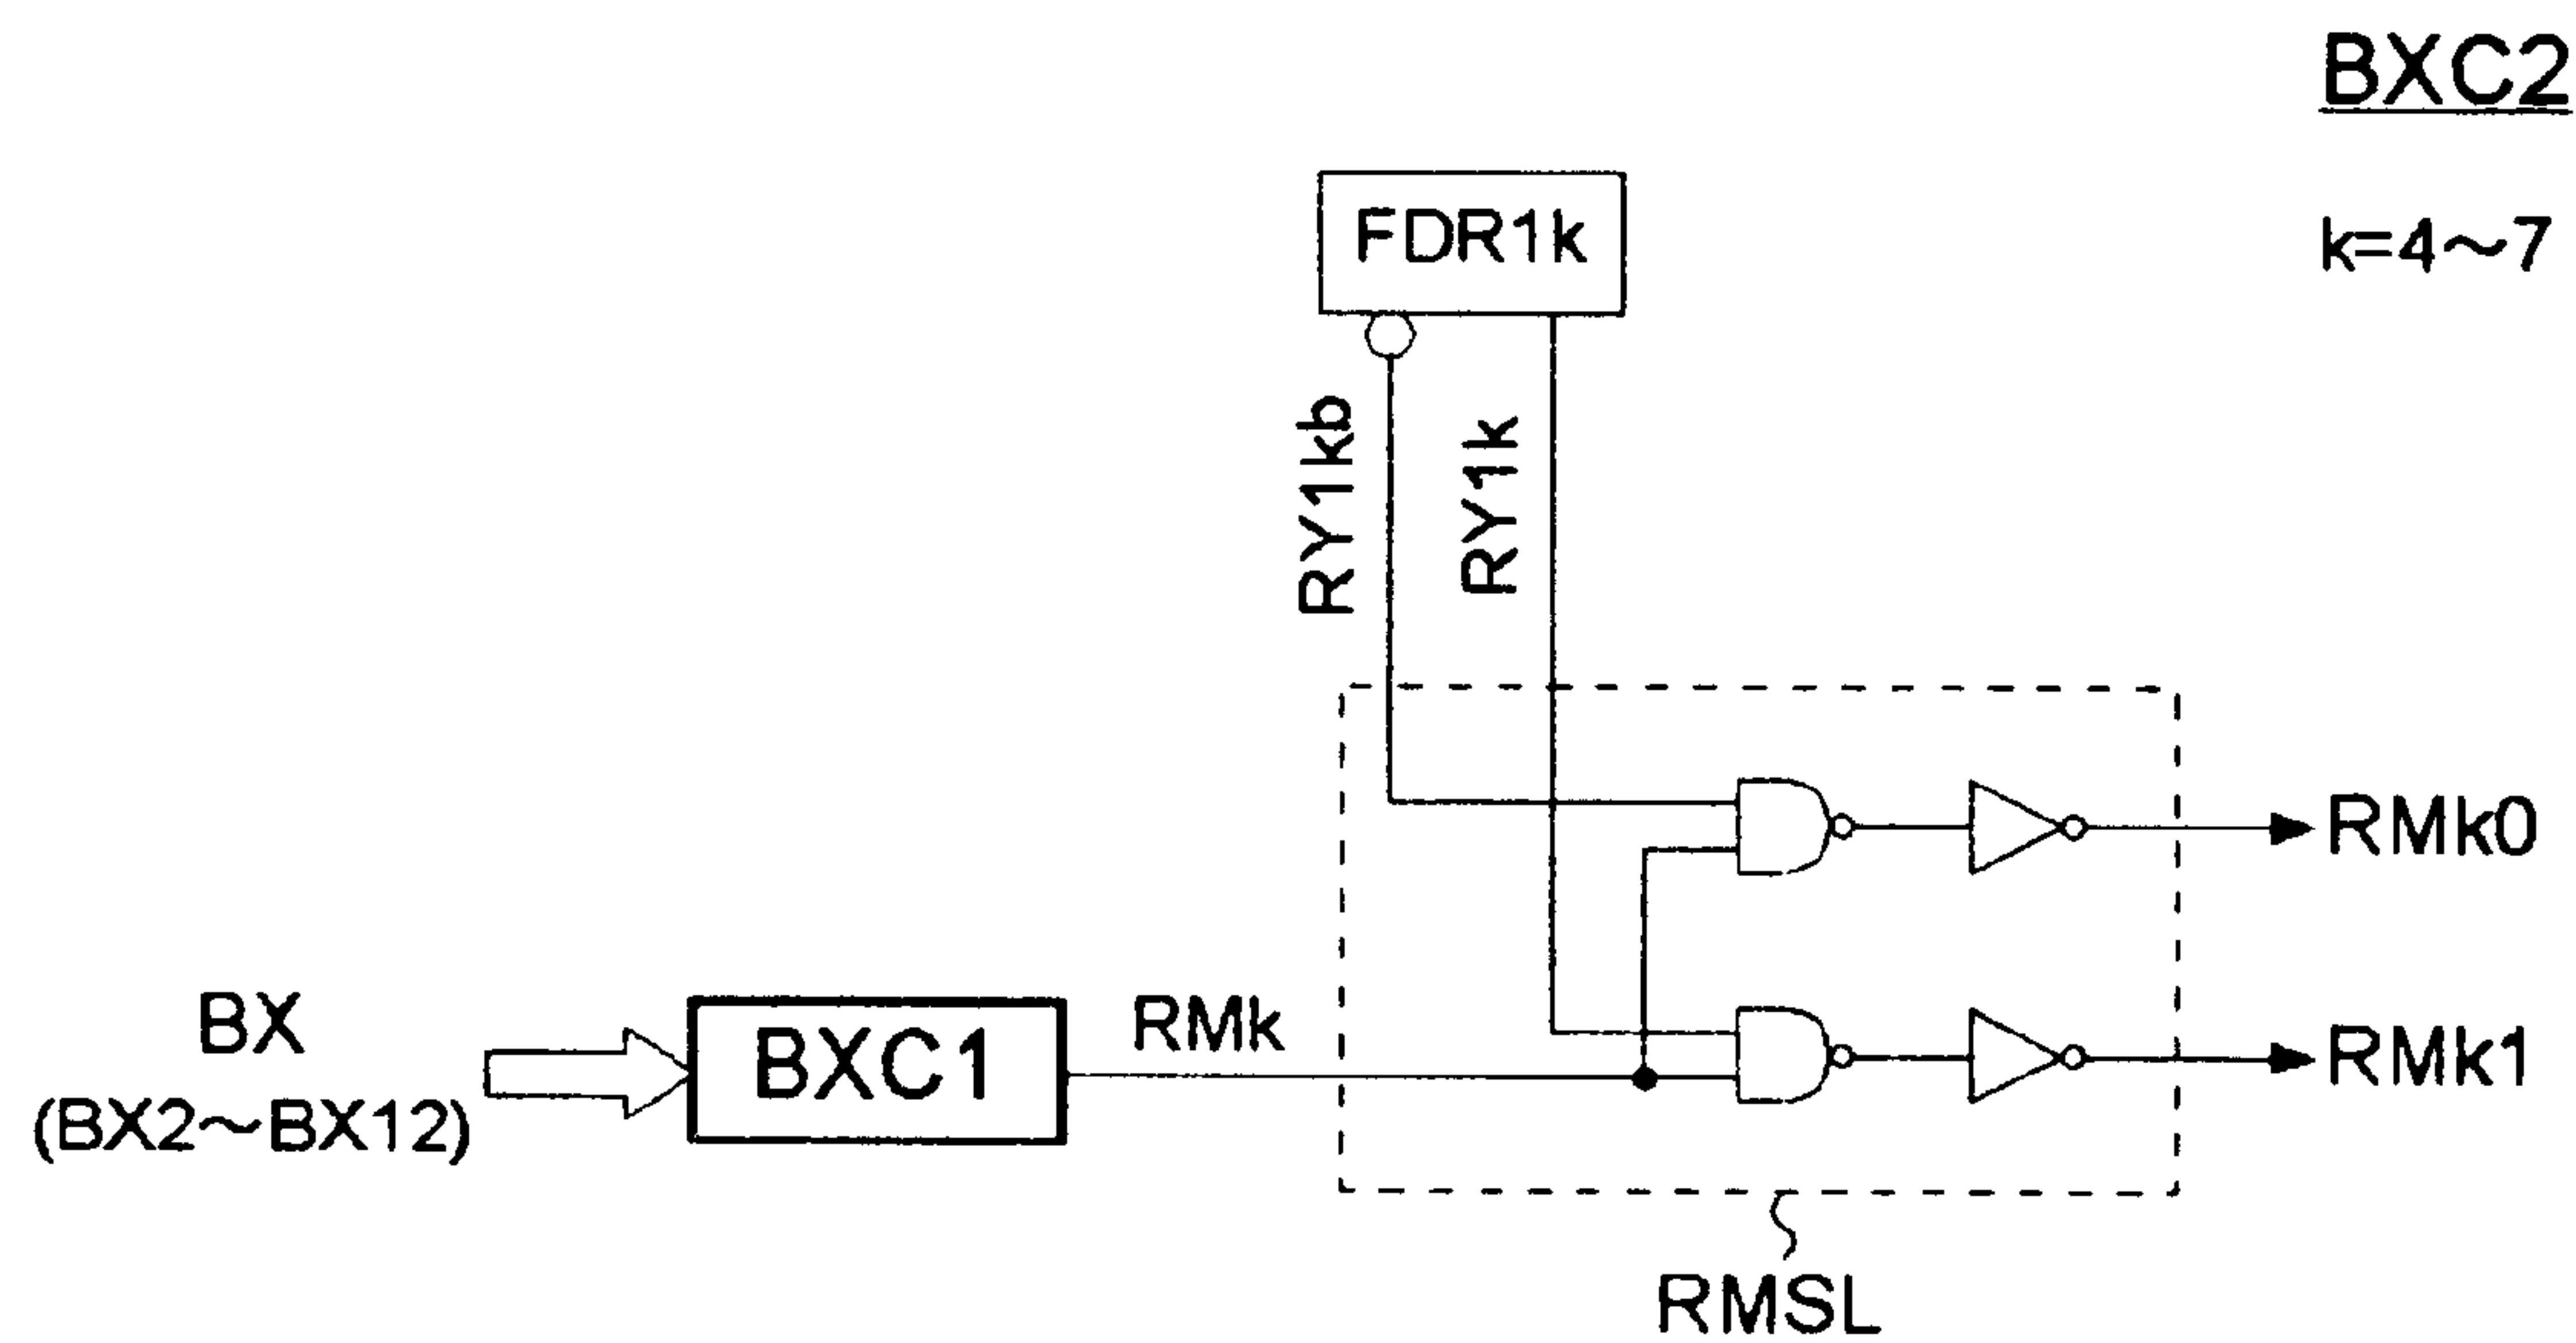 BXC2
k=4〜7
FDR1k
RY1kb
RY1k
RMk0
BX
(BX2〜BX12)
BXC1
RMk
RMk1
RMSL